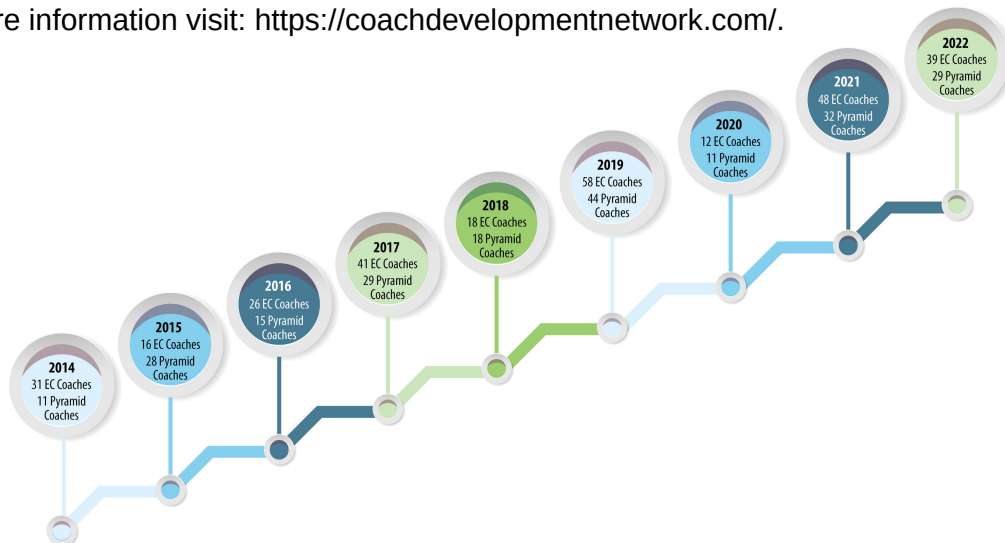 re information visit: https://coachdevelopmentnetwork.com/.
2022
39 EC Coaches
29 Pyramid
Coaches
2021
48 EC Coaches
32 Pyramid
Coaches
2020
12 EC Coaches
11 Pyramid
Coaches
2019
58 EC Coaches
44 Pyramid
Coaches
2018
18 EC Coaches
18 Pyramid
Coaches
2017
41 EC Coaches
29 Pyramid
Coaches
2016
26 EC Coaches
15 Pyramid
Coaches
2015
16 EC Coaches
28 Pyramid
Coaches
2014
31 EC Coaches
11 Pyramid
Coaches